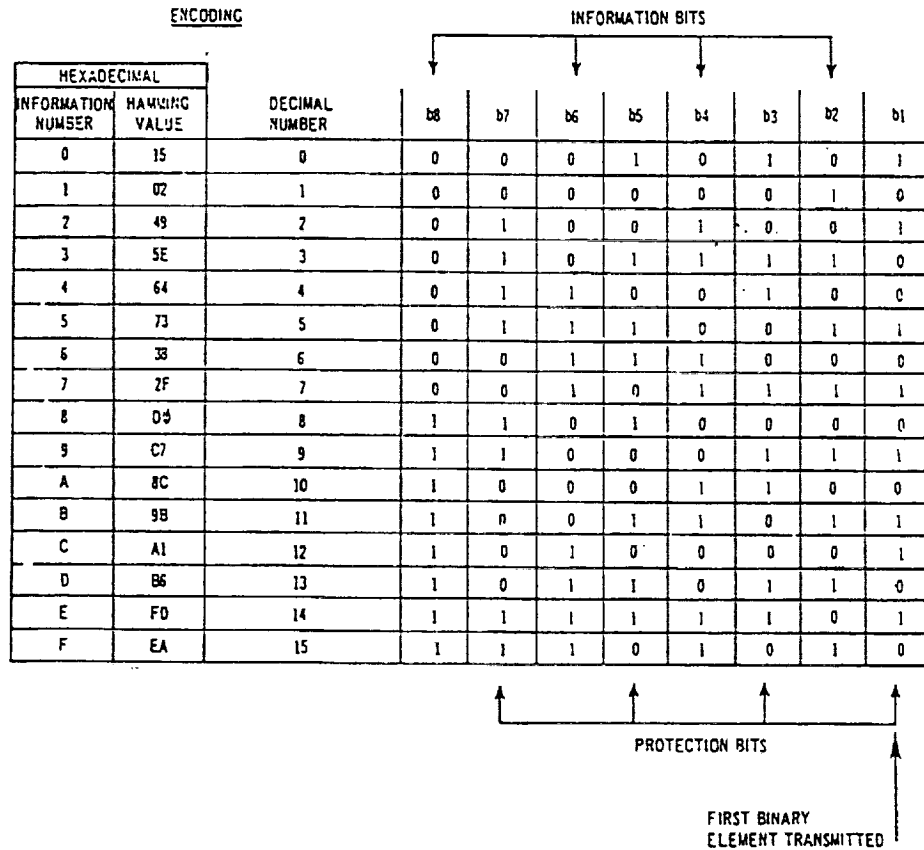 ENCODING
INFORMATION BITS
HEXADECIMAL
INFORMATION NUMBER HAMMING VALUE DECIMAL NUMBER b8 b7 b6 b5 b4 b3 b2 b1
0 15 0 0 0 0 1 0 1 0 1
1 02 1 0 0 0 0 0 0 1 0
2 49 2 0 1 0 0 1 0 0 1
3 5E 3 0 1 0 1 1 1 1 0
4 64 4 0 1 1 0 0 1 0 0
5 73 5 0 1 1 1 0 0 1 1
6 38 6 0 0 1 1 1 0 0 0
7 2F 7 0 0 1 0 1 1 1 1
8 D0 8 1 1 0 1 0 0 0 0
9 C7 9 1 1 0 0 0 1 1 1
A 8C 10 1 0 0 0 1 1 0 0
B 9B 11 1 0 0 1 1 0 1 1
C A1 12 1 0 1 0 0 0 0 1
D B6 13 1 0 1 1 0 1 1 0
E FD 14 1 1 1 1 1 1 0 1
F EA 15 1 1 1 0 1 0 1 0
PROTECTION BITS
FIRST BINARY
ELEMENT TRANSMITTED